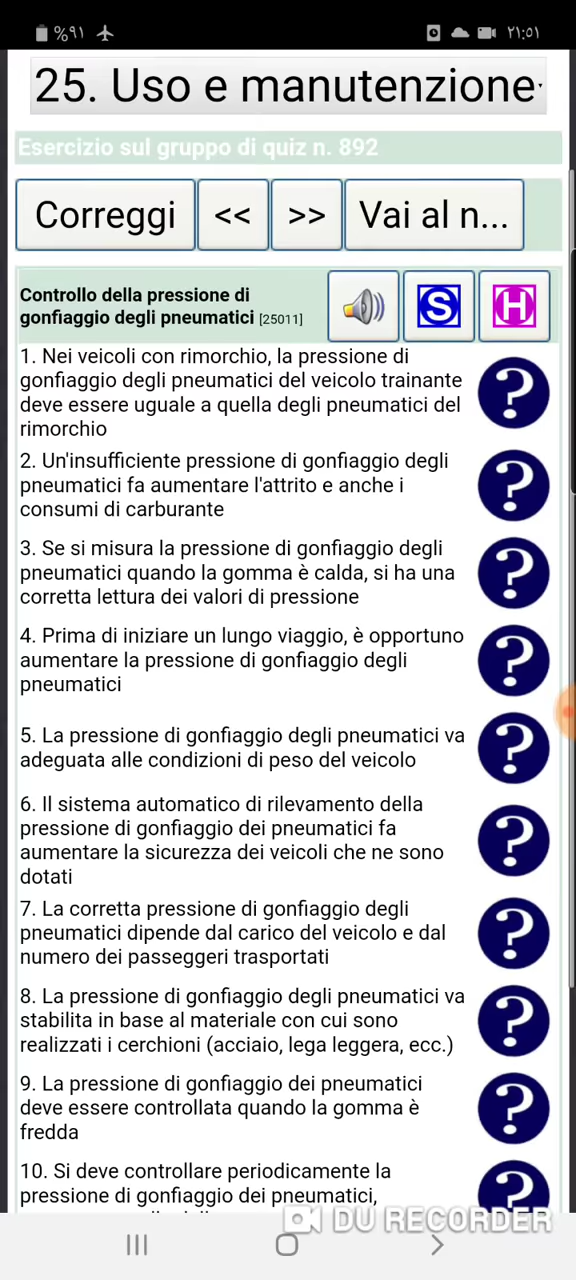 %۹۱
۲۱:۵۱
25. Uso e manutenzione
Esercizio sul gruppo di quiz n. 892
Correggi << >> Vai al n...
Controllo della pressione di
gonfiaggio degli pneumatici [25011]
S H
1. Nei veicoli con rimorchio, la pressione di
gonfiaggio degli pneumatici del veicolo trainante
deve essere uguale a quella degli pneumatici del
rimorchio
?
2. Un'insufficiente pressione di gonfiaggio degli
pneumatici fa aumentare l'attrito e anche i
consumi di carburante
?
3. Se si misura la pressione di gonfiaggio degli
pneumatici quando la gomma è calda, si ha una
corretta lettura dei valori di pressione
?
4. Prima di iniziare un lungo viaggio, è opportuno
aumentare la pressione di gonfiaggio degli
pneumatici
?
5. La pressione di gonfiaggio degli pneumatici va
adeguata alle condizioni di peso del veicolo
?
6. Il sistema automatico di rilevamento della
pressione di gonfiaggio dei pneumatici fa
aumentare la sicurezza dei veicoli che ne sono
dotati
?
7. La corretta pressione di gonfiaggio degli
pneumatici dipende dal carico del veicolo e dal
numero dei passeggeri trasportati
?
8. La pressione di gonfiaggio degli pneumatici va
stabilita in base al materiale con cui sono
realizzati i cerchioni (acciaio, lega leggera, ecc.)
?
9. La pressione di gonfiaggio dei pneumatici
deve essere controllata quando la gomma è
fredda
?
10. Si deve controllare periodicamente la
pressione di gonfiaggio dei pneumatici,
?
DU RECORDER